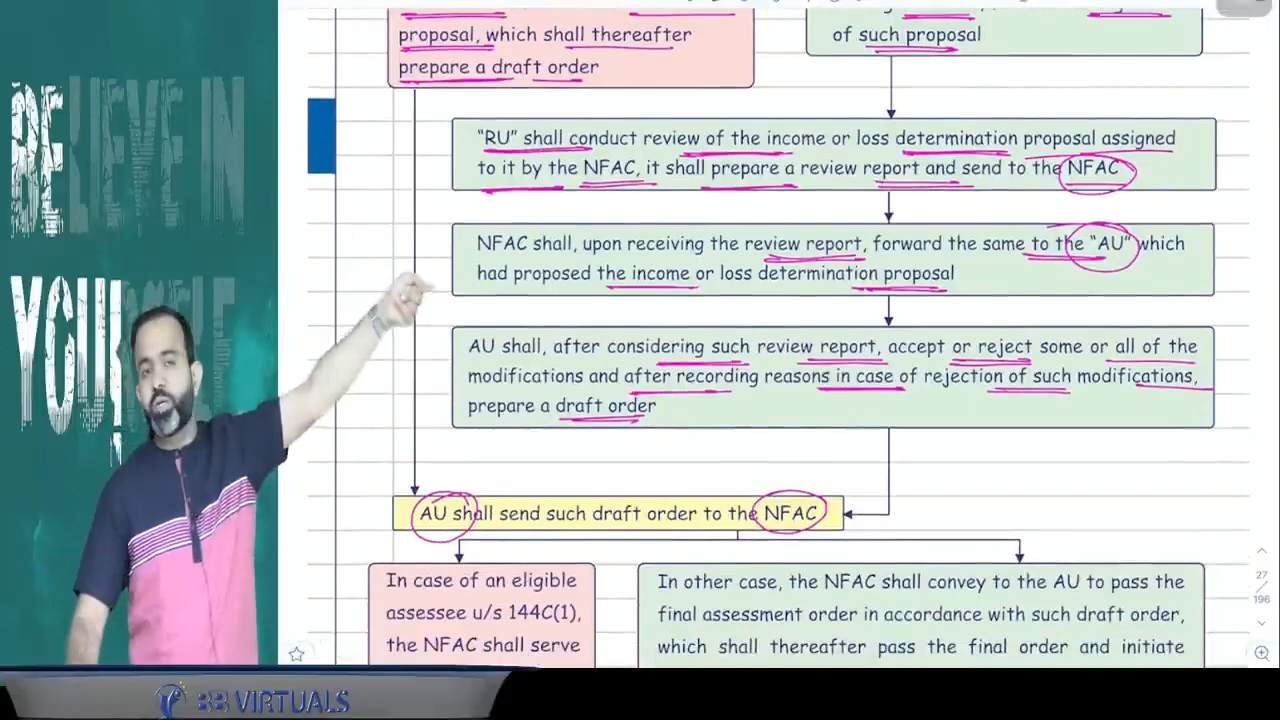 BELIEVE IN
YOURSELF
proposal, which shall thereafter
prepare a draft order
of such proposal
“RU” shall conduct review of the income or loss determination proposal assigned
to it by the NFAC, it shall prepare a review report and send to the NFAC
NFAC shall, upon receiving the review report, forward the same to the “AU” which
had proposed the income or loss determination proposal
AU shall, after considering such review report, accept or reject some or all of the
modifications and after recording reasons in case of rejection of such modifications,
prepare a draft order
AU shall send such draft order to the NFAC
In case of an eligible
assessee u/s 144C(1),
the NFAC shall serve
In other case, the NFAC shall convey to the AU to pass the
final assessment order in accordance with such draft order,
which shall thereafter pass the final order and initiate
27
196
BB VIRTUALS